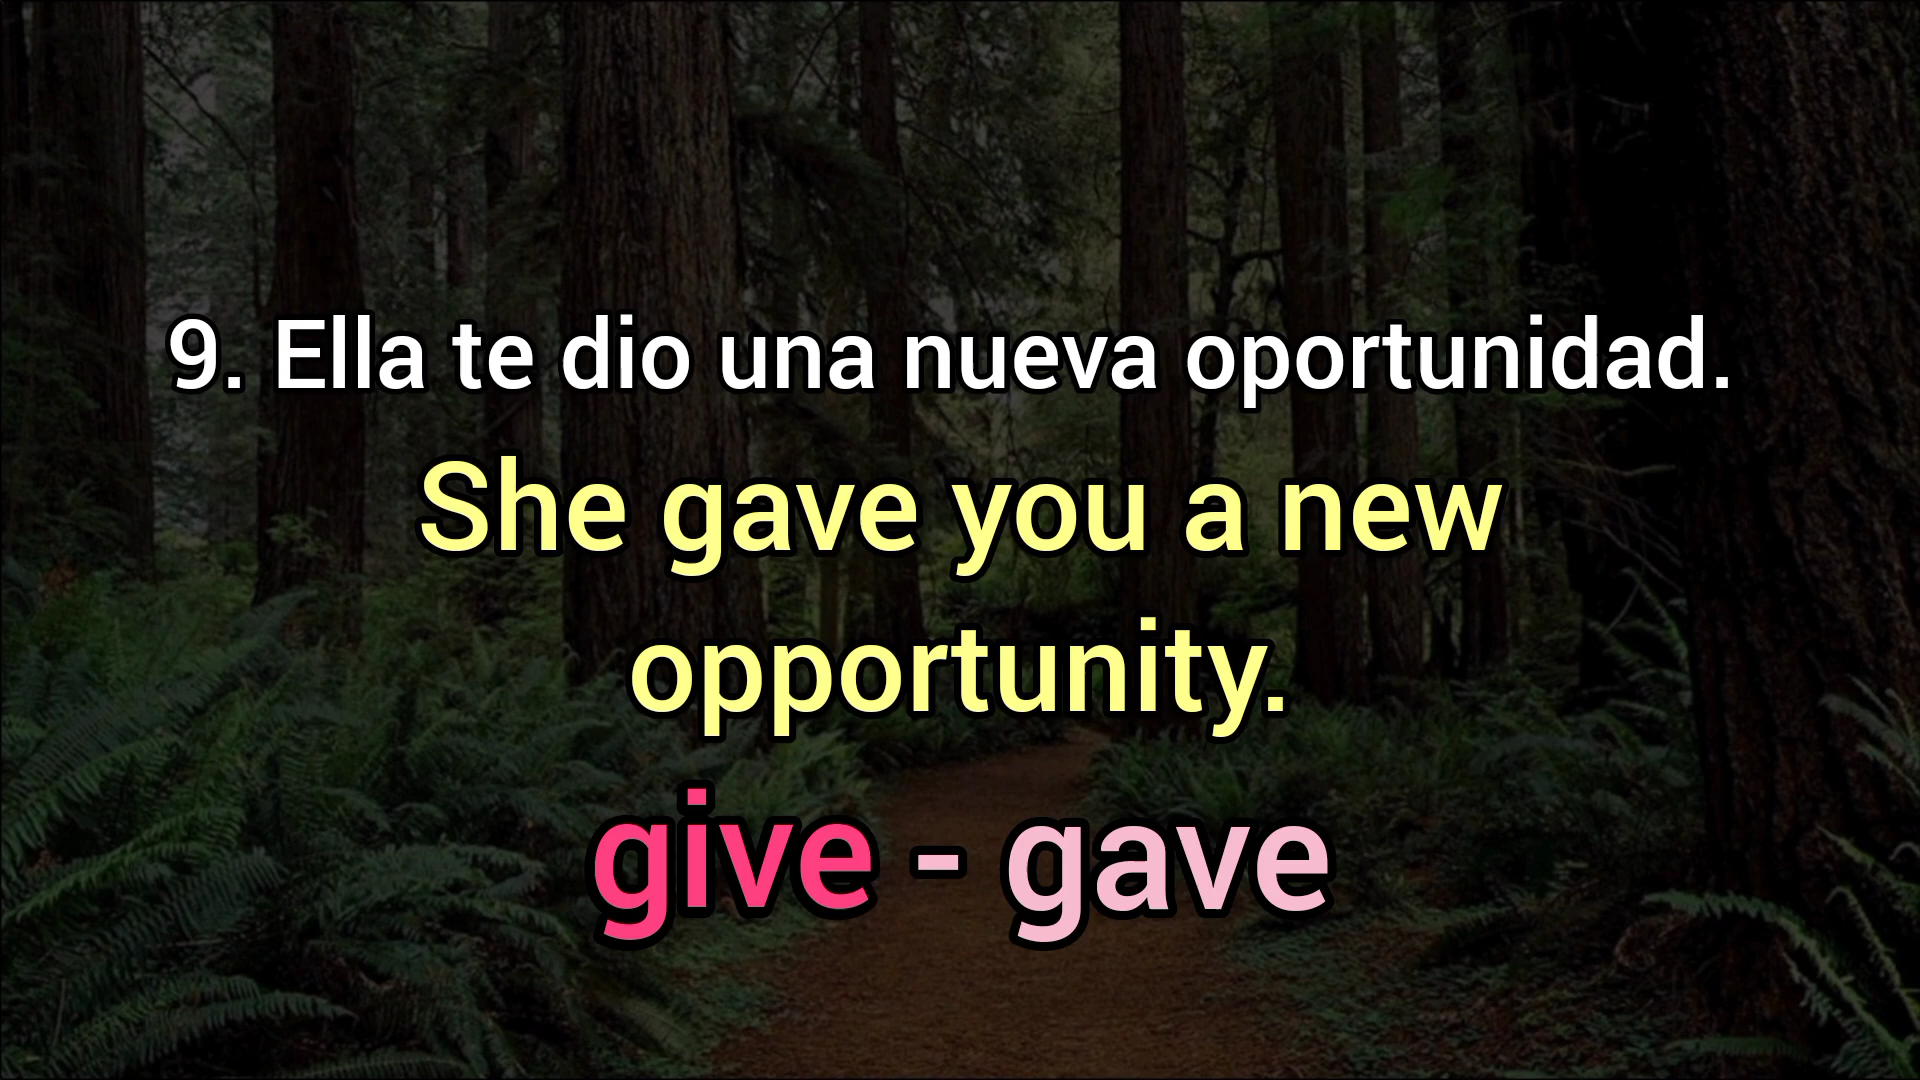 9. Ella te dio una nueva oportunidad.
She gave you a new
opportunity.
give - gave